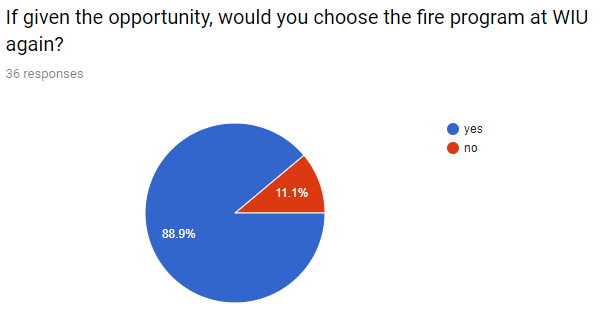 If given the opportunity, would you choose the fire program at WIU
again?
36 responses
yes
no
11.1%
88.9%